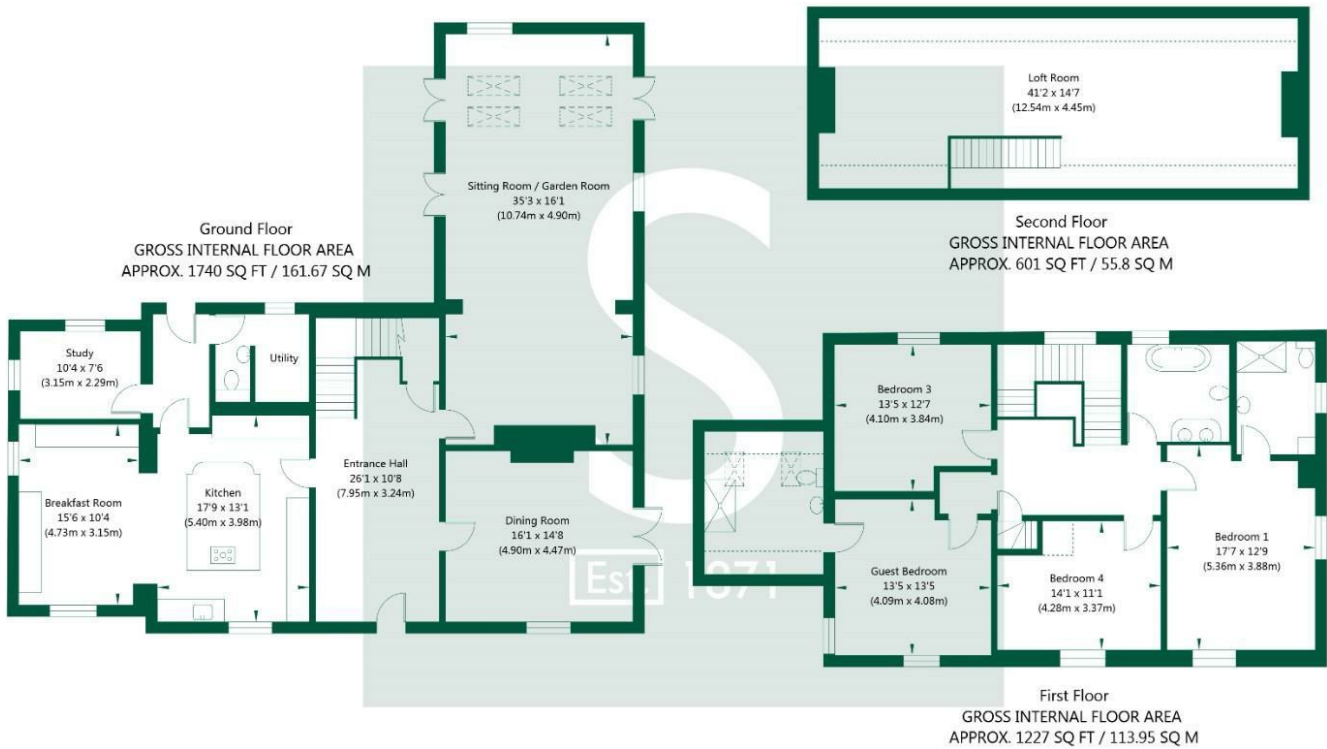 Loft Room
41'2 x 14'7
(12.54m x 4.45m)
Second Floor
GROSS INTERNAL FLOOR AREA
APPROX. 601 SQ FT / 55.8 SQ M
Sitting Room / Garden Room
35'3 x 16'1
(10.74m x 4.90m)
Ground Floor
GROSS INTERNAL FLOOR AREA
APPROX. 1740 SQ FT / 161.67 SQ M
Study
10'4 x 7'6
(3.15m x 2.29m)
Utility
Breakfast Room
15'6 x 10'4
(4.73m x 3.15m)
Kitchen
17'9 x 13'1
(5.40m x 3.98m)
Entrance Hall
26'1 x 10'8
(7.95m x 3.24m)
Dining Room
16'1 x 14'8
(4.90m x 4.47m)
S
Est. 1871
Bedroom 3
13'5 x 12'7
(4.10m x 3.84m)
Guest Bedroom
13'5 x 13'5
(4.09m x 4.08m)
Bedroom 4
14'1 x 11'1
(4.28m x 3.37m)
Bedroom 1
17'7 x 12'9
(5.36m x 3.88m)
First Floor
GROSS INTERNAL FLOOR AREA
APPROX. 1227 SQ FT / 113.95 SQ M